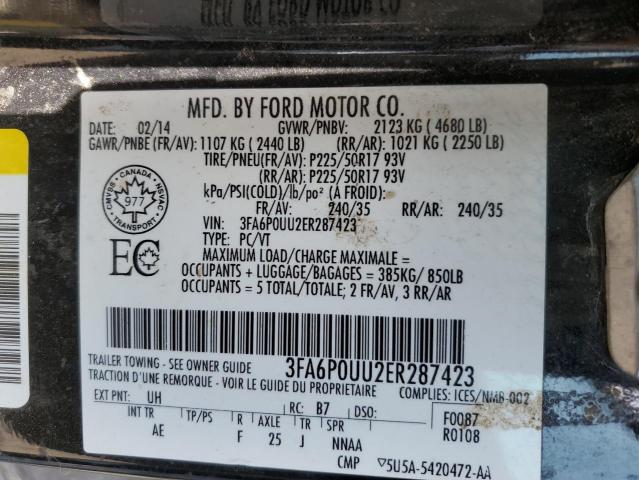 MFD. BY FORD MOTOR CO.
DATE: 02/14 GVWR/PNBV: 2123 KG ( 4680 LB)
GAWR/PNBE (FR/AV): 1107 KG ( 2440 LB) (RR/AR): 1021 KG ( 2250 LB)
TIRE/PNEU(FR/AV): P225/50R17 93V
(RR/AR): P225/50R17 93V
kPa/PSI(COLD)/lb/po² (A FROID):
FR/AV: 240/35 RR/AR: 240/35
CMVSS CANADA NSVAC
977
TRANSPORT
VIN: 3FA6P0UU2ER287423
TYPE: PC/VT
EC
MAXIMUM LOAD/CHARGE MAXIMALE=
OCCUPANTS + LUGGAGE/BAGAGES = 385KG/ 850LB
OCCUPANTS = 5 TOTAL/TOTALE; 2 FR/AV, 3 RR/AR
TRAILER TOWING - SEE OWNER GUIDE 3FA6P0UU2ER287423
TRACTION D'UNE REMORQUE - VOIR LE GUIDE DU PROPRIETAIRE COMPLIES: ICES/NMB-002
EXT PNT: UH RC: B7 DSO: F0087
INT TR TP/PS R AXLE TR SPR R0108
AE F 25 J NNAA
CMP ▽5U5A-5420472-AA